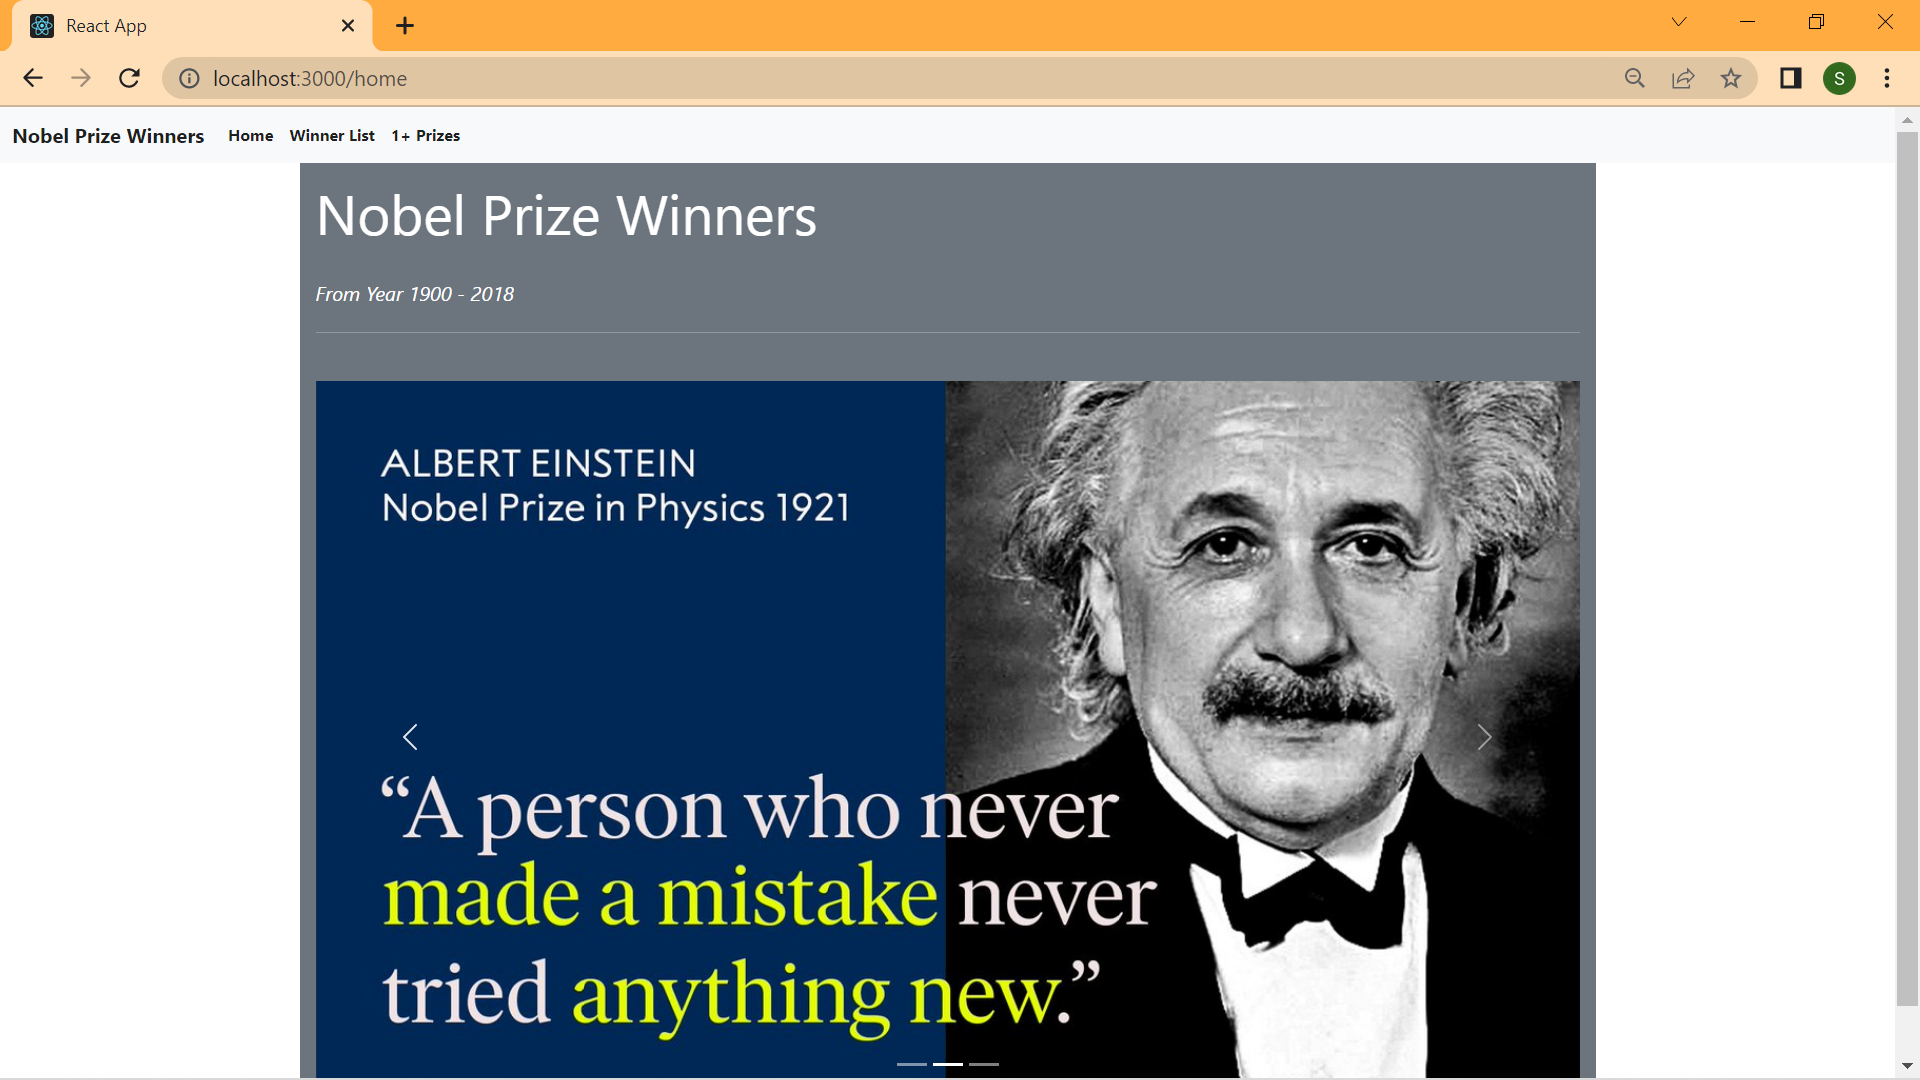 React App
localhost:3000/home
S
Nobel Prize Winners Home Winner List 1+ Prizes
Nobel Prize Winners
From Year 1900 - 2018
ALBERT EINSTEIN
Nobel Prize in Physics 1921
“A person who never
made a mistake never
tried anything new.”